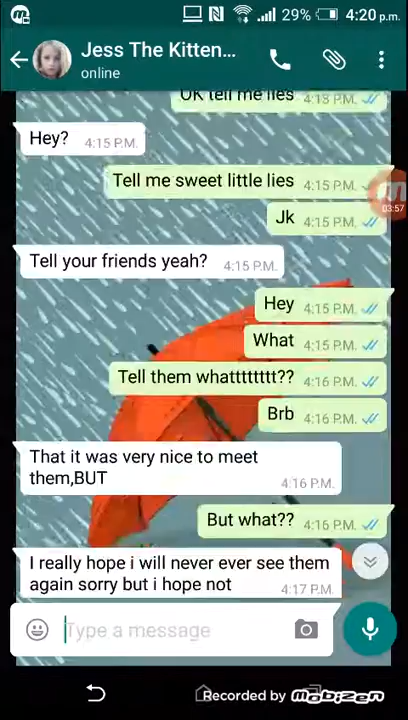 29% 4:20 p.m.
Jess The Kitten...
online
OK tell me lies 4:13 P.M.
Hey? 4:15 P.M.
Tell me sweet little lies 4:15 P.M.
03:57
Jk 4:15 P.M.
Tell your friends yeah? 4:15 P.M.
Hey 4:15 P.M.
What 4:15 P.M.
Tell them whatttttttt?? 4:16 P.M.
Brb 4:16 P.M.
That it was very nice to meet
them,BUT 4:16 P.M.
But what?? 4:16 P.M.
I really hope i will never ever see them
again sorry but i hope not 4:17 P.M.
Type a message
Recorded by mobizen